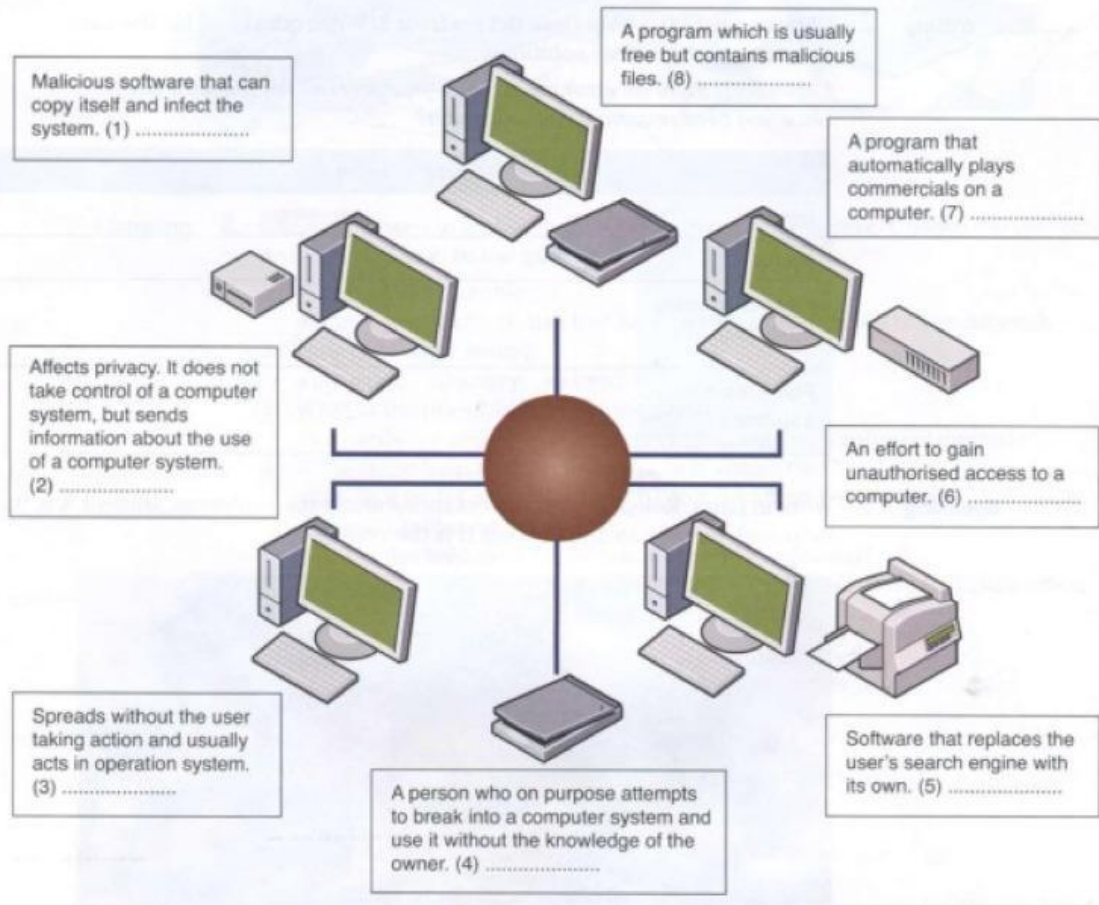 Malicious software that can
copy itself and infect the
system. (1) ......................
A program which is usually
free but contains malicious
files. (8) ......................
A program that
automatically plays
commercials on a
computer. (7) ......................
Affects privacy. It does not
take control of a computer
system, but sends
information about the use
of a computer system.
(2) ......................
An effort to gain
unauthorised access to a
computer. (6) ......................
Spreads without the user
taking action and usually
acts in operation system.
(3) ......................
A person who on purpose attempts
to break into a computer system and
use it without the knowledge of the
owner. (4) ......................
Software that replaces the
user's search engine with
its own. (5) ......................